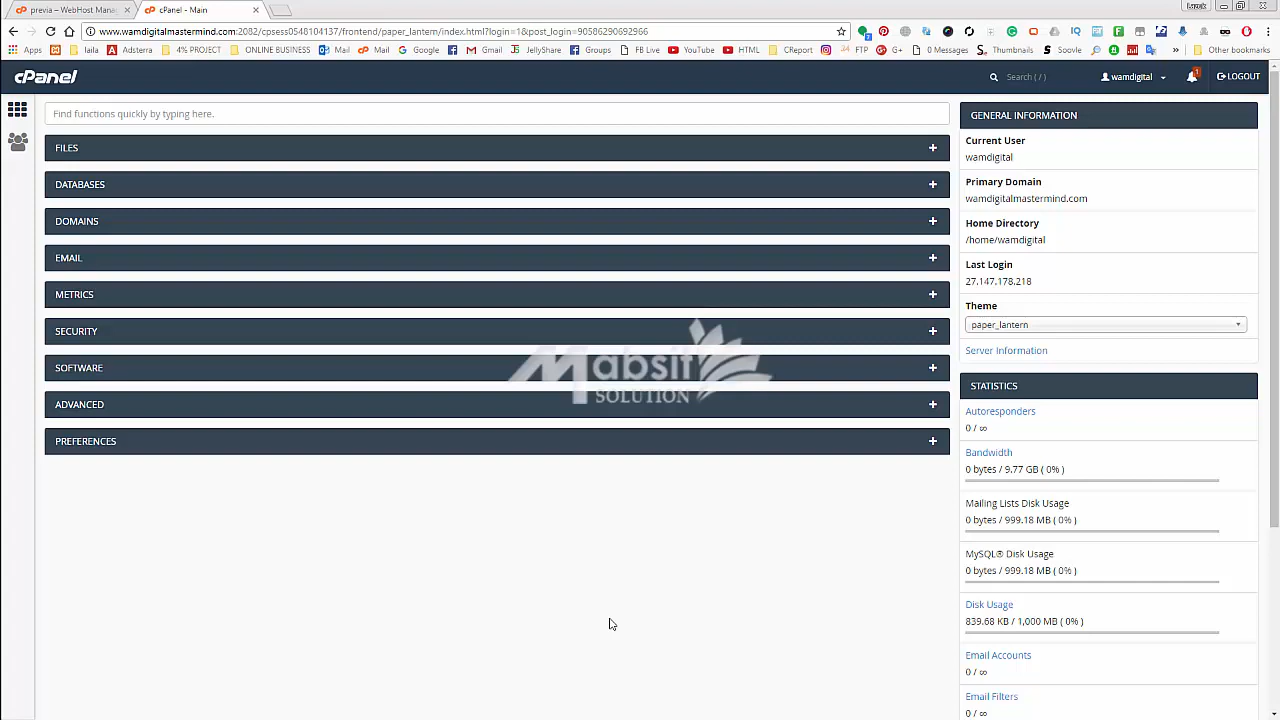 previa – WebHost Mana
cPanel - Main
www.wamdigitalmastermind.com:2082/cpsess0548104137/frontend/paper_lantern/index.html?login=1&post_login=90586290692966
Apps
laila
Adsterra
4% PROJECT
ONLINE BUSINESS
Mail
Mail
Google
Gmail
JellyShare
Groups
FB Live
YouTube
HTML
CReport
FTP
G+
0 Messages
Thumbnails
Soovle
Other bookmarks
cPanel
Search ( / )
wamdigital
1
LOGOUT
Find functions quickly by typing here.
FILES
DATABASES
DOMAINS
EMAIL
METRICS
SECURITY
SOFTWARE
ADVANCED
PREFERENCES
Mabsit
SOLUTION
GENERAL INFORMATION
Current User
wamdigital
Primary Domain
wamdigitalmastermind.com
Home Directory
/home/wamdigital
Last Login
27.147.178.218
Theme
paper_lantern
Server Information
STATISTICS
Autoresponders
0 / ∞
Bandwidth
0 bytes / 9.77 GB ( 0% )
Mailing Lists Disk Usage
0 bytes / 999.18 MB ( 0% )
MySQL® Disk Usage
0 bytes / 999.18 MB ( 0% )
Disk Usage
839.68 KB / 1,000 MB ( 0% )
Email Accounts
0 / ∞
Email Filters
0 / ∞